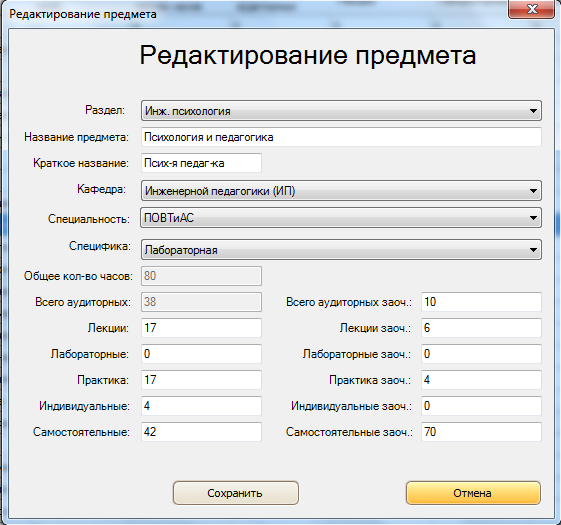 Редактирование предмета
Редактирование предмета
Раздел: Инж. психология
Название предмета: Психология и педагогика
Краткое название: Псих-я педаг-ка
Кафедра: Инженерной педагогики (ИП)
Специальность: ПОВТиАС
Специфика: Лабораторная
Общее кол-во часов: 80
Всего аудиторных: 38 Всего аудиторных заоч.: 10
Лекции: 17 Лекции заоч.: 6
Лабораторные: 0 Лабораторные заоч.: 0
Практика: 17 Практика заоч.: 4
Индивидуальные: 4 Индивидуальные заоч.: 0
Самостоятельные: 42 Самостоятельные заоч.: 70
Сохранить Отмена